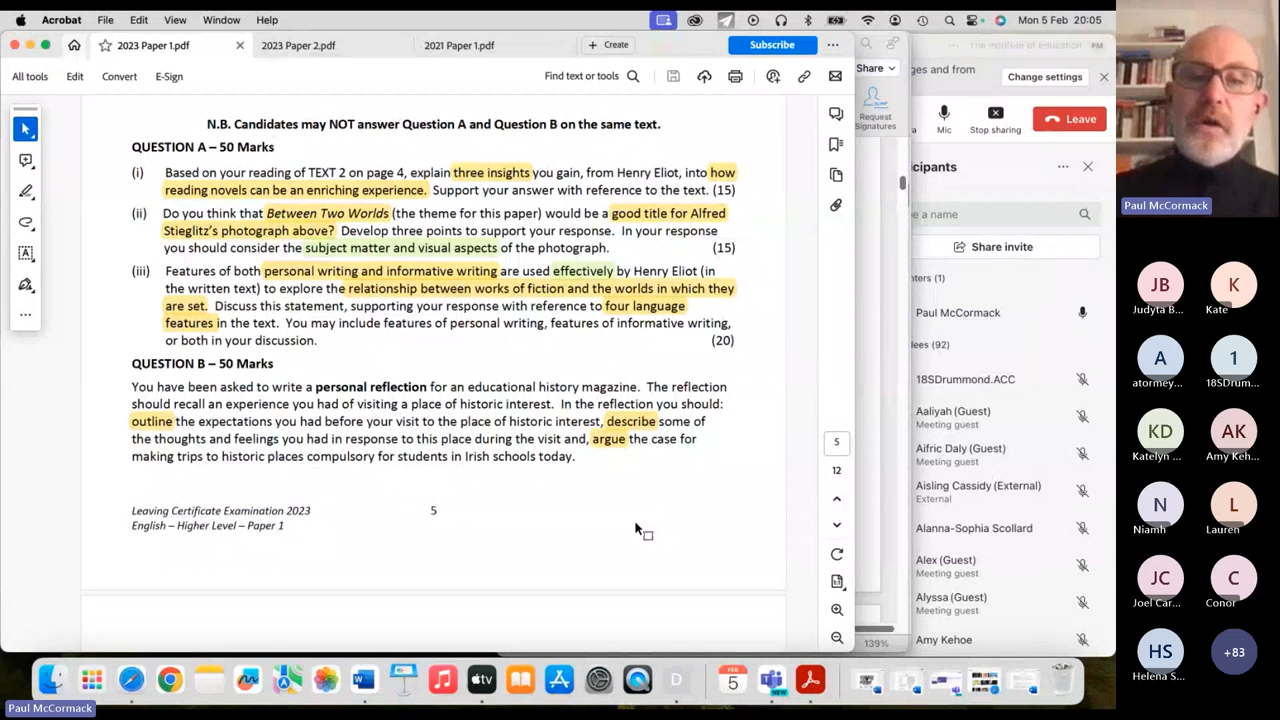 Acrobat File Edit View Window Help Mon 5 Feb 20:05
2023 Paper 1.pdf 2023 Paper 2.pdf 2021 Paper 1.pdf + Create Subscribe
All tools Edit Convert E-Sign Find text or tools
N.B. Candidates may NOT answer Question A and Question B on the same text.
QUESTION A – 50 Marks
(i) Based on your reading of TEXT 2 on page 4, explain three insights you gain, from Henry Eliot, into how
reading novels can be an enriching experience. Support your answer with reference to the text. (15)
(ii) Do you think that Between Two Worlds (the theme for this paper) would be a good title for Alfred
Stieglitz's photograph above? Develop three points to support your response. In your response
you should consider the subject matter and visual aspects of the photograph. (15)
(iii) Features of both personal writing and informative writing are used effectively by Henry Eliot (in
the written text) to explore the relationship between works of fiction and the worlds in which they
are set. Discuss this statement, supporting your response with reference to four language
features in the text. You may include features of personal writing, features of informative writing,
or both in your discussion. (20)
QUESTION B – 50 Marks
You have been asked to write a personal reflection for an educational history magazine. The reflection
should recall an experience you had of visiting a place of historic interest. In the reflection you should:
outline the expectations you had before your visit to the place of historic interest, describe some of
the thoughts and feelings you had in response to this place during the visit and, argue the case for
making trips to historic places compulsory for students in Irish schools today.
Leaving Certificate Examination 2023 5
English – Higher Level – Paper 1
5
12
Share
Request
Signatures
139%
The Institute of Education PM
ges and from Change settings
Mic Stop sharing Leave
ticipants
e a name
Share invite
nters (1)
Paul McCormack
dees (92)
18SDrummond.ACC
Aaliyah (Guest)
Meeting guest
Aifric Daly (Guest)
Meeting guest
Aisling Cassidy (External)
External
Alanna-Sophia Scollard
Alex (Guest)
Meeting guest
Alyssa (Guest)
Meeting guest
Amy Kehoe
Paul McCormack
JB K
Judyta B... Kate
A 1
atormey... 18SDrum...
KD AK
Katelyn ... Amy Keh...
N L
Niamh Lauren
JC C
Joel Car... Conor
HS +83
Helena S...
FEB
5
NEW
Paul McCormack